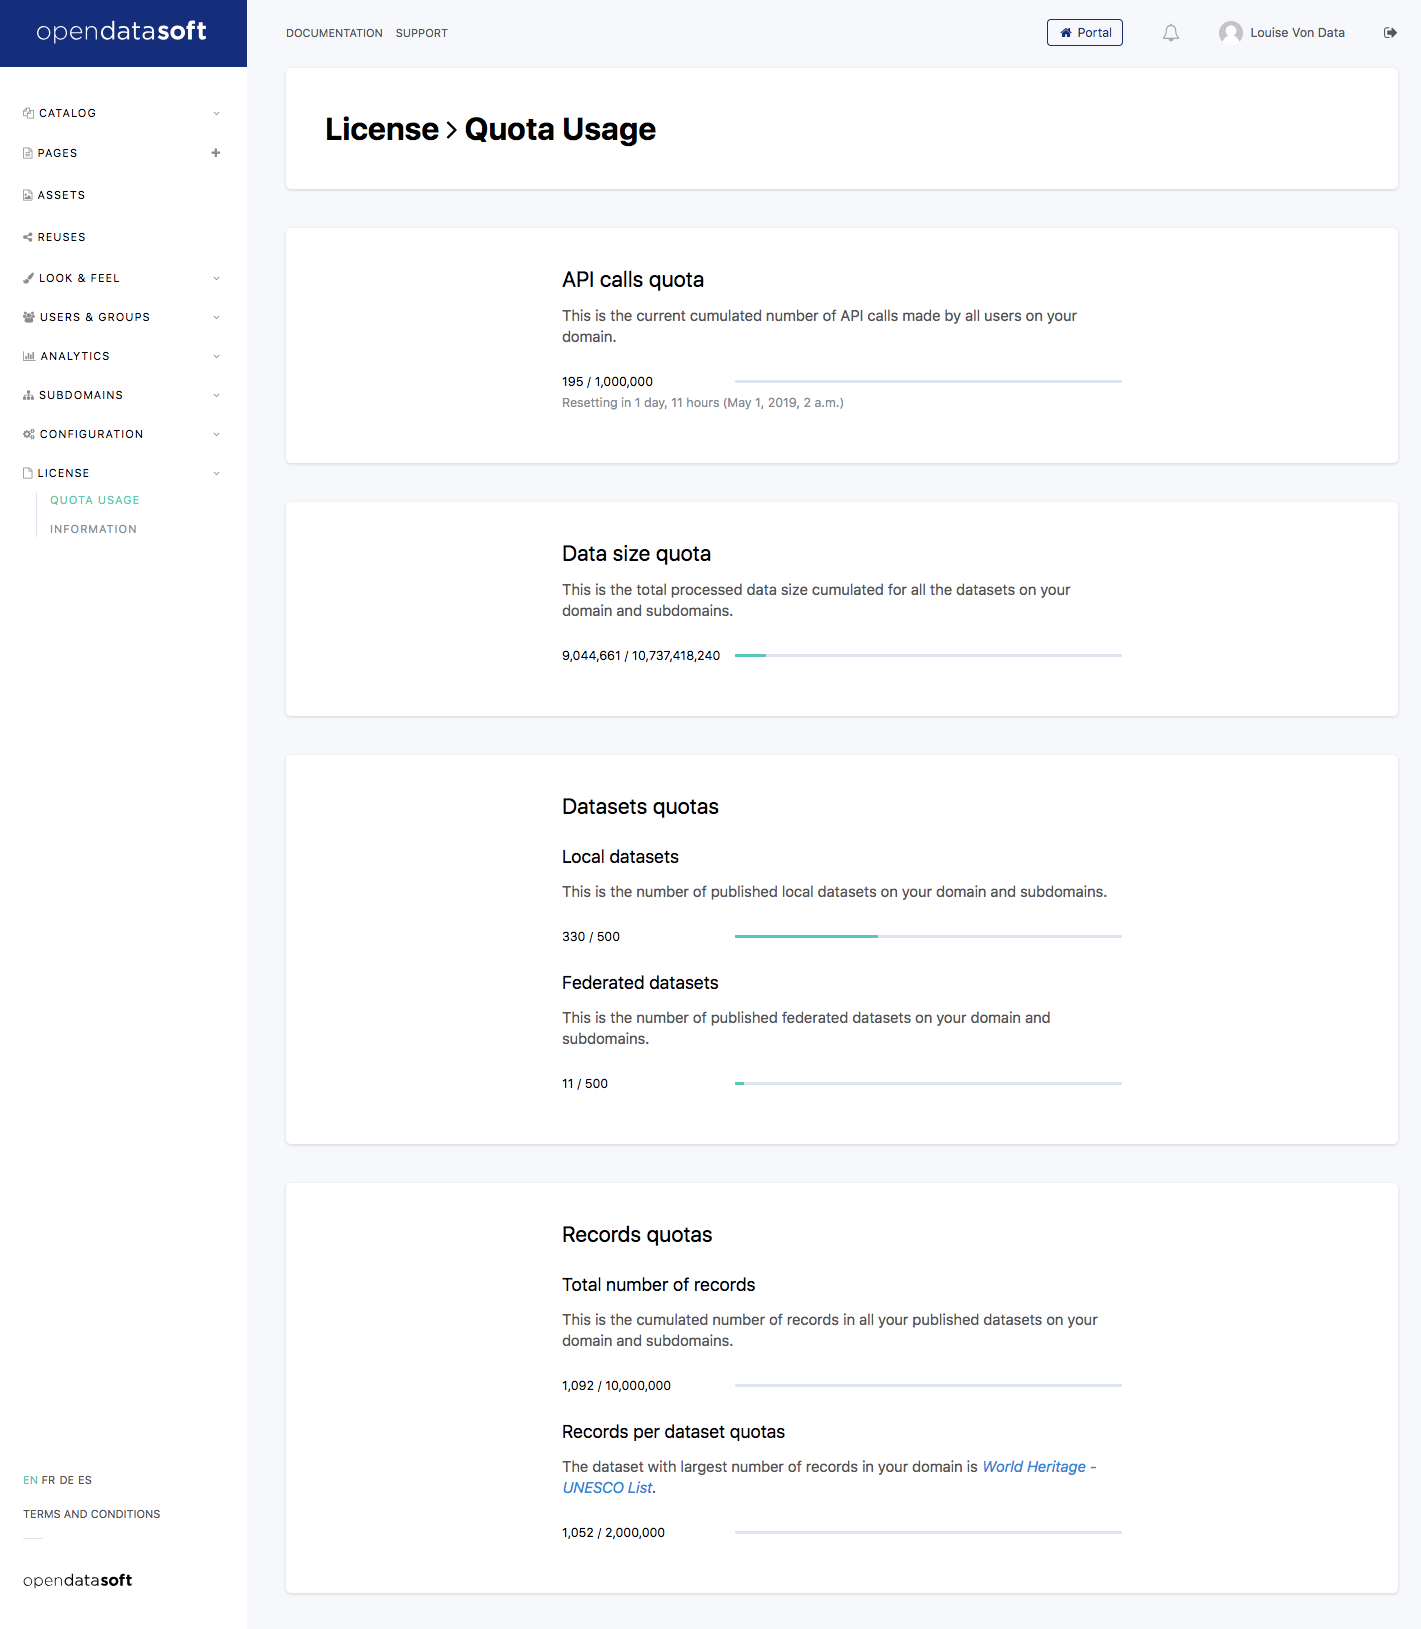 opendatasoft
DOCUMENTATION SUPPORT
Portal
Louise Von Data
CATALOG
PAGES
ASSETS
REUSES
LOOK & FEEL
USERS & GROUPS
ANALYTICS
SUBDOMAINS
CONFIGURATION
LICENSE
QUOTA USAGE
INFORMATION
EN FR DE ES
TERMS AND CONDITIONS
opendatasoft
License > Quota Usage
API calls quota
This is the current cumulated number of API calls made by all users on your
domain.
195 / 1,000,000
Resetting in 1 day, 11 hours (May 1, 2019, 2 a.m.)
Data size quota
This is the total processed data size cumulated for all the datasets on your
domain and subdomains.
9,044,661 / 10,737,418,240
Datasets quotas
Local datasets
This is the number of published local datasets on your domain and subdomains.
330 / 500
Federated datasets
This is the number of published federated datasets on your domain and
subdomains.
11 / 500
Records quotas
Total number of records
This is the cumulated number of records in all your published datasets on your
domain and subdomains.
1,092 / 10,000,000
Records per dataset quotas
The dataset with largest number of records in your domain is World Heritage -
UNESCO List.
1,052 / 2,000,000